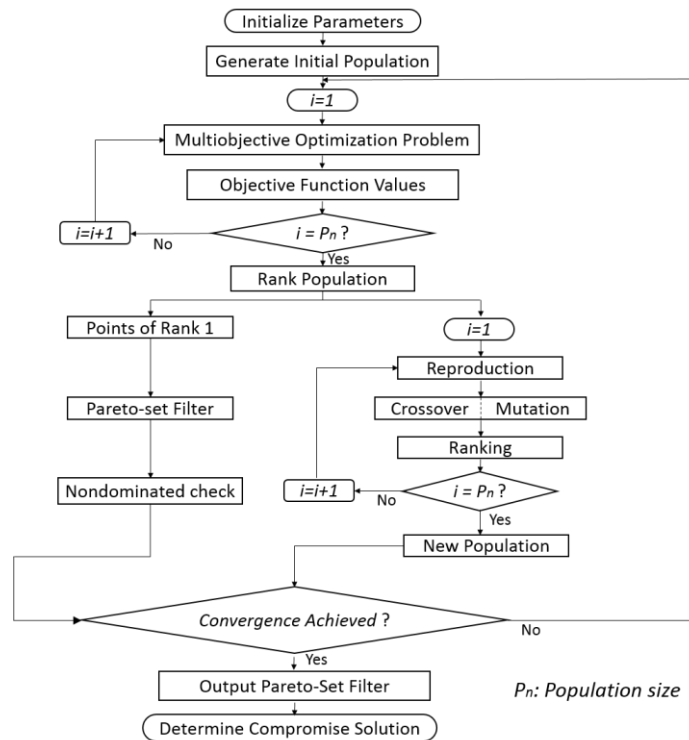 Initialize Parameters
Generate Initial Population
i=1
Multiobjective Optimization Problem
Objective Function Values
i=i+1
No
i = Pn ?
Yes
Rank Population
Points of Rank 1
i=1
Reproduction
Pareto-set Filter
Crossover Mutation
Ranking
Nondominated check
i=i+1
No
i = Pn ?
Yes
New Population
Convergence Achieved ?
No
Yes
Output Pareto-Set Filter
Pn: Population size
Determine Compromise Solution